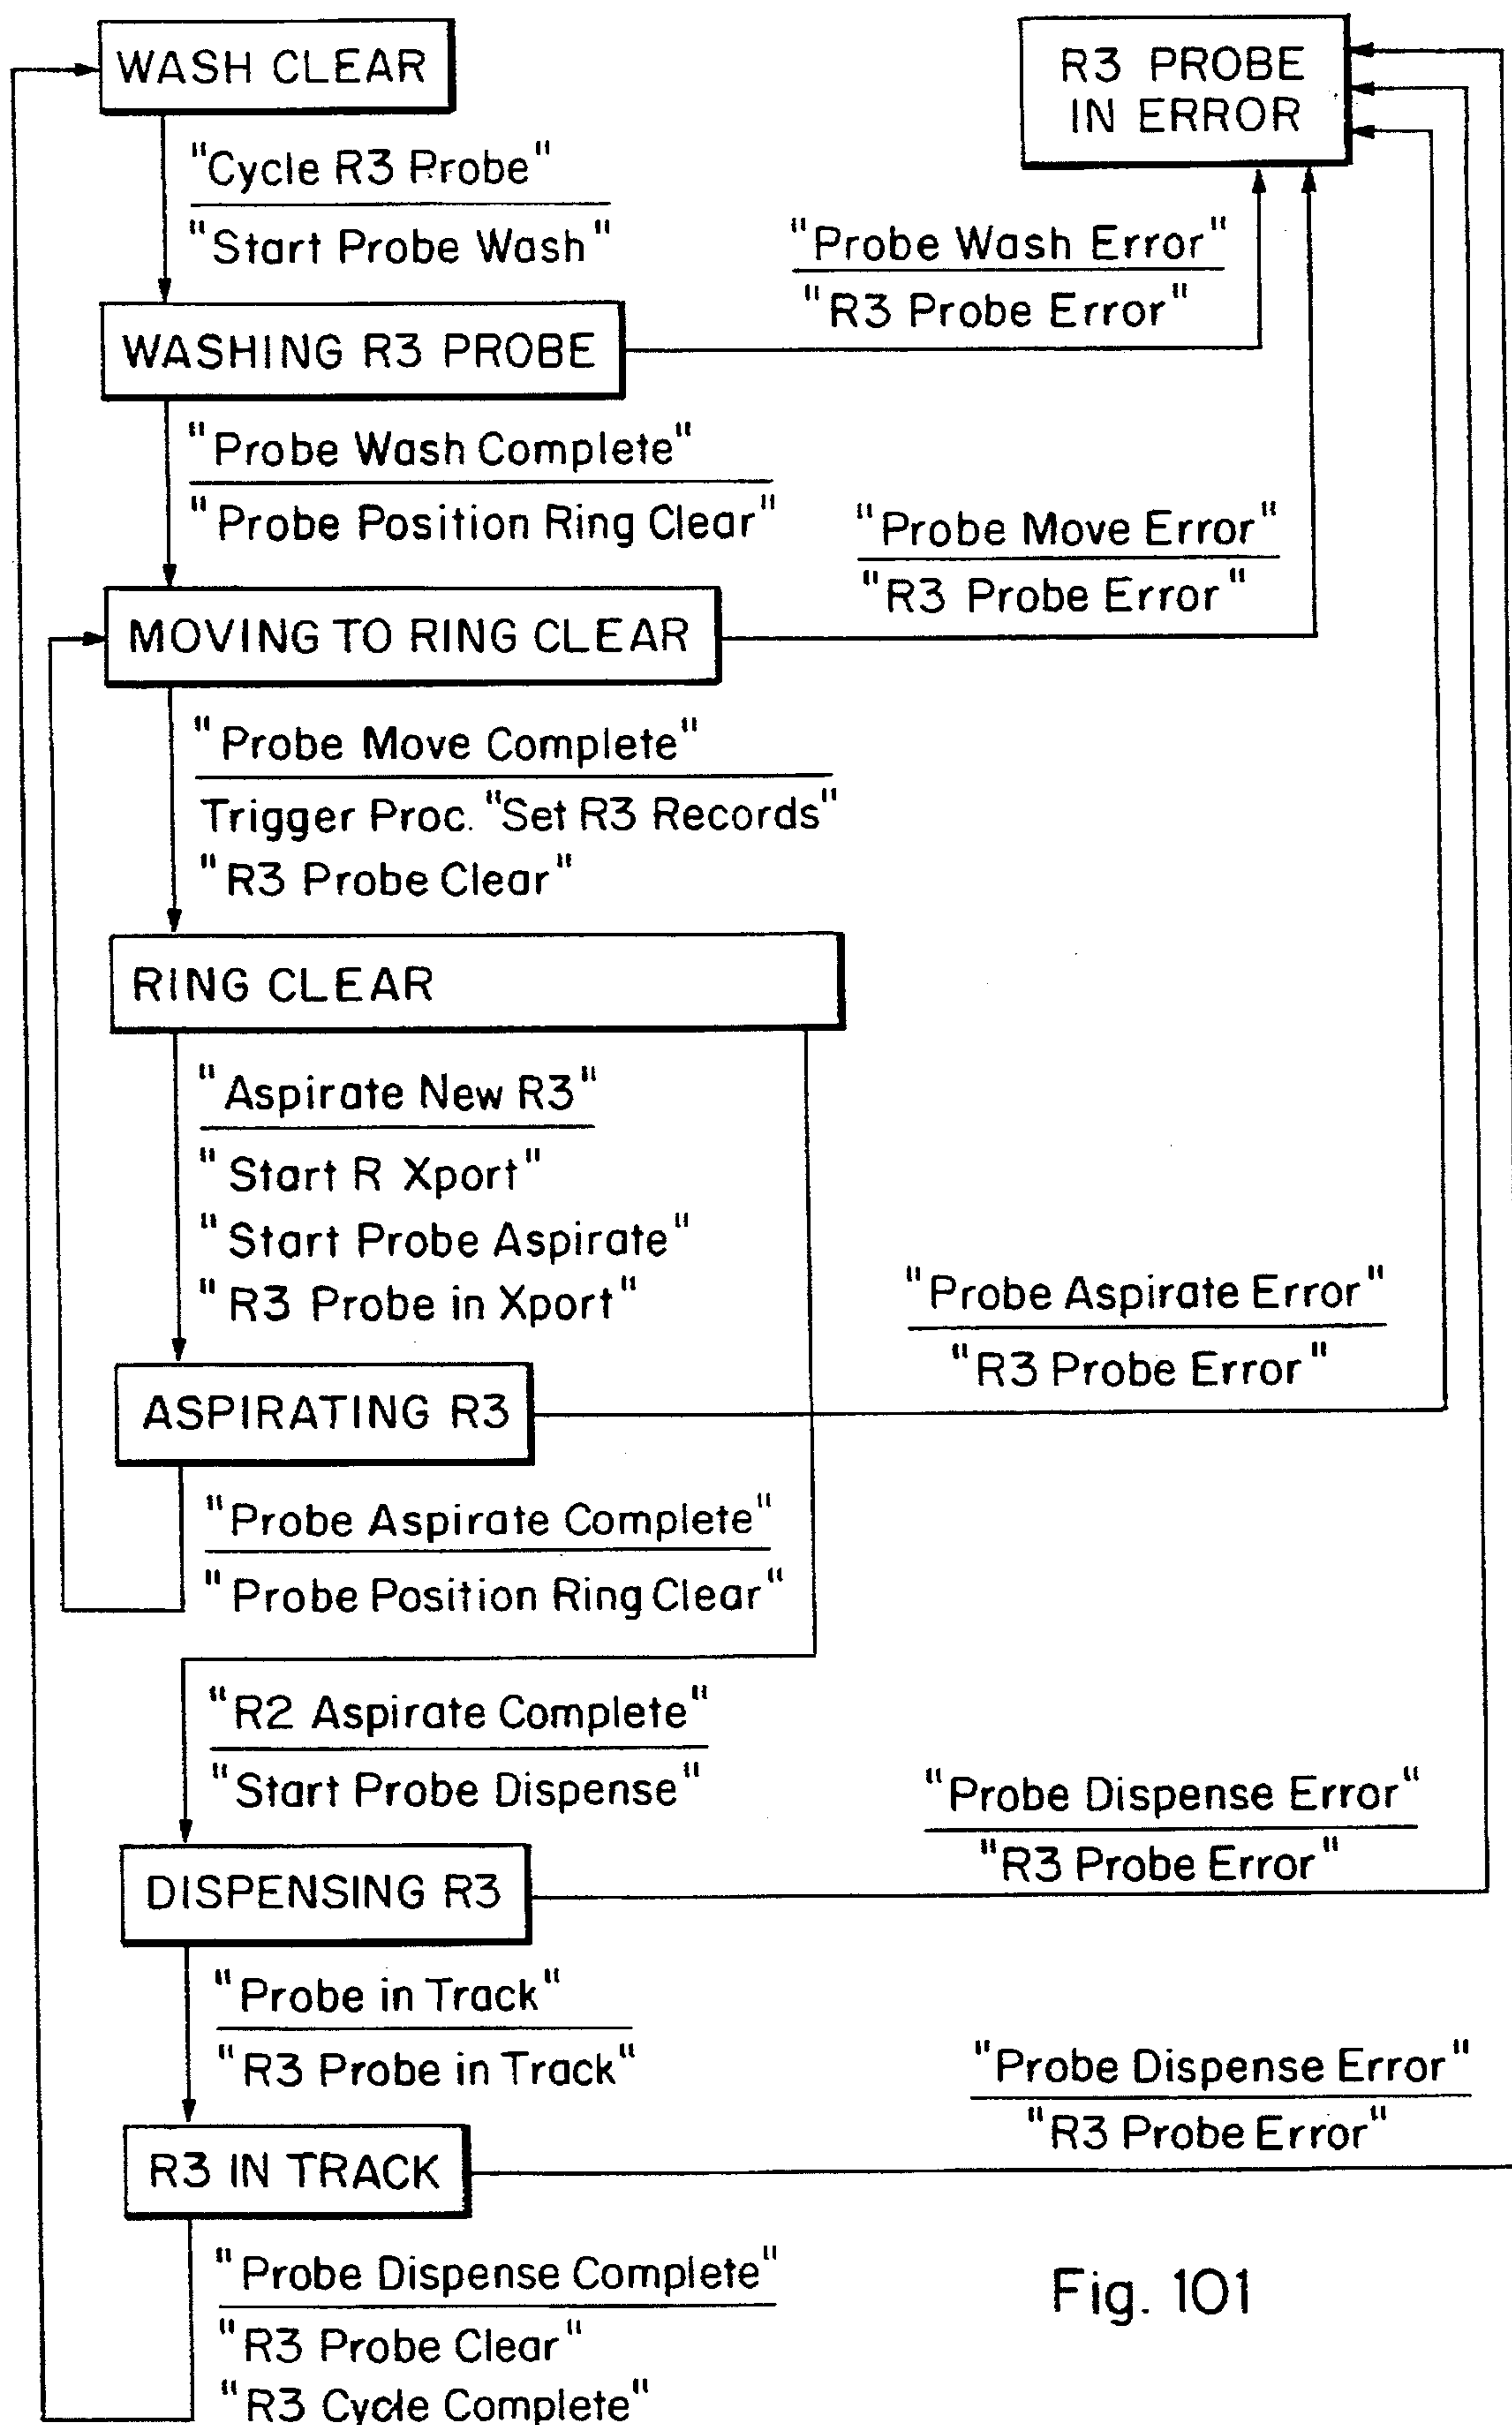 WASH CLEAR
R3 PROBE
IN ERROR
"Cycle R3 Probe"
"Start Probe Wash"
"Probe Wash Error"
"R3 Probe Error"
WASHING R3 PROBE
"Probe Wash Complete"
"Probe Position Ring Clear"
"Probe Move Error"
"R3 Probe Error"
MOVING TO RING CLEAR
"Probe Move Complete"
Trigger Proc. "Set R3 Records"
"R3 Probe Clear"
RING CLEAR
"Aspirate New R3"
"Start R Xport"
"Start Probe Aspirate"
"R3 Probe in Xport"
"Probe Aspirate Error"
"R3 Probe Error"
ASPIRATING R3
"Probe Aspirate Complete"
"Probe Position Ring Clear"
"R2 Aspirate Complete"
"Start Probe Dispense"
"Probe Dispense Error"
"R3 Probe Error"
DISPENSING R3
"Probe in Track"
"R3 Probe in Track"
"Probe Dispense Error"
"R3 Probe Error"
R3 IN TRACK
"Probe Dispense Complete"
"R3 Probe Clear"
"R3 Cycle Complete"
Fig. 101